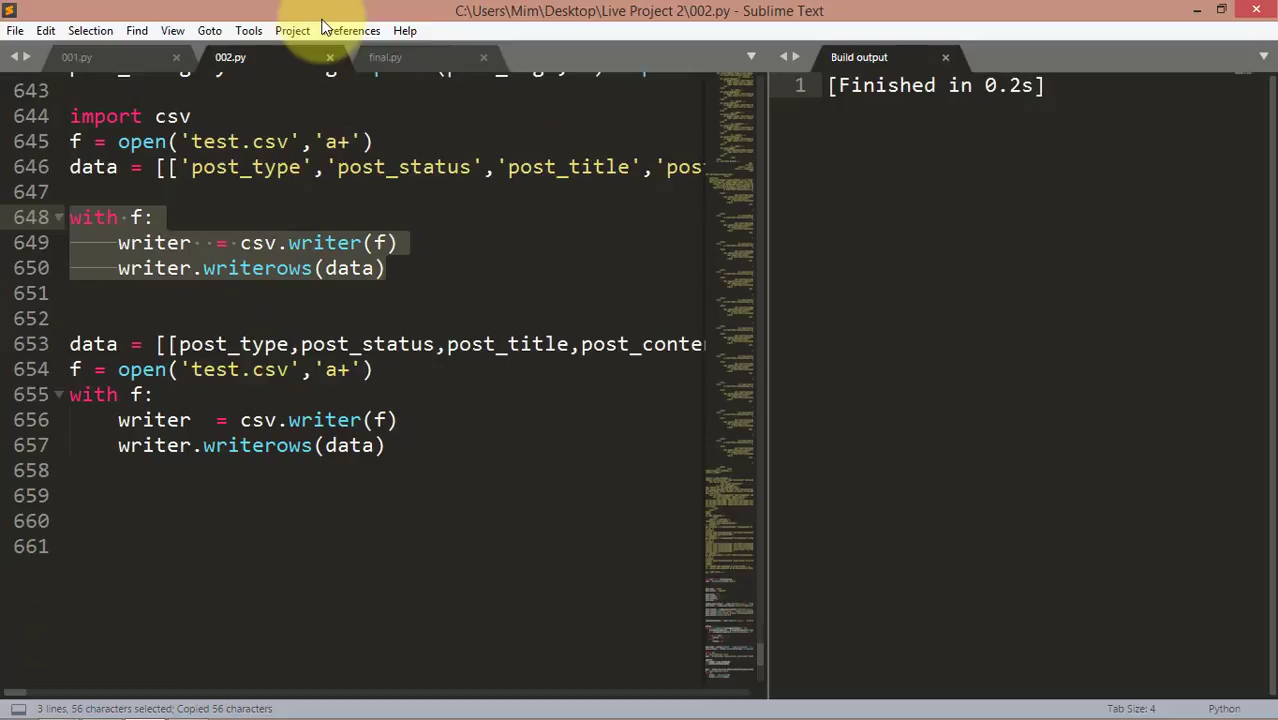 C:\Users\Mim\Desktop\Live Project 2\002.py - Sublime Text
File Edit Selection Find View Goto Tools Project Preferences Help
001.py 002.py final.py Build output
643
644 import csv
645 f = open('test.csv','a+')
646 data = [['post_type','post_status','post_title','pos
647
648 with f:
649 writer = csv.writer(f)
650 writer.writerows(data)
651
652
653 data = [[post_type,post_status,post_title,post_conte
654 f = open('test.csv','a+')
655 with f:
656 writer = csv.writer(f)
657 writer.writerows(data)
658
659
660
661
1 [Finished in 0.2s]
3 lines, 56 characters selected; Copied 56 characters Tab Size: 4 Python